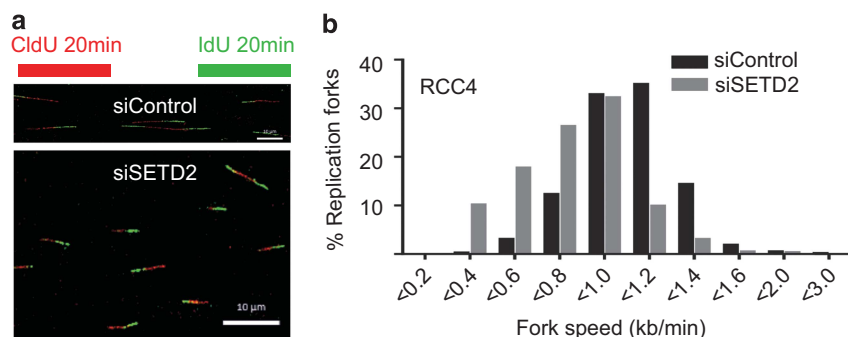 a
CldU 20min
IdU 20min
siControl
siSETD2
10 µm
b
% Replication forks
40
30
20
10
RCC4
siControl
siSETD2
<0.2
<0.4
<0.6
<0.8
<1.0
<1.2
<1.4
<1.6
<2.0
<3.0
Fork speed (kb/min)